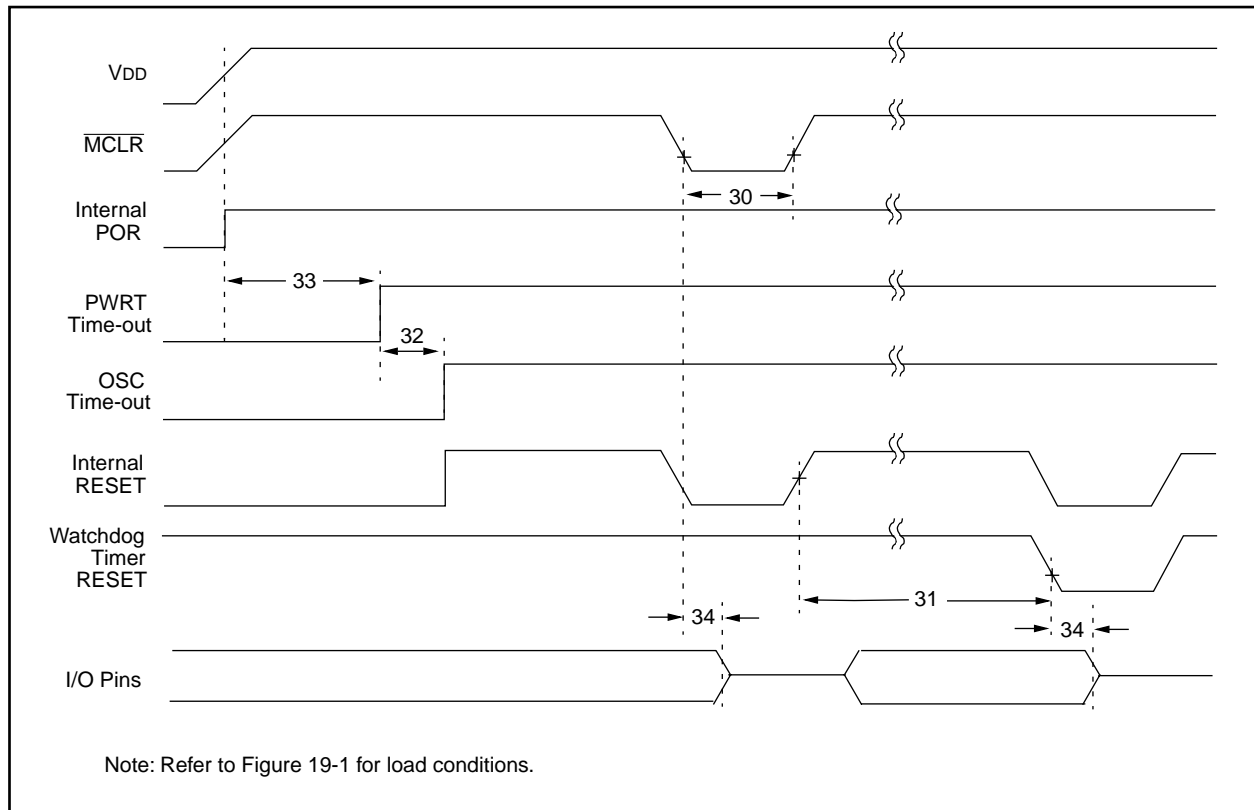 VDD
MCLR
30
Internal
POR
33
PWRT
Time-out
32
OSC
Time-out
Internal
RESET
Watchdog
Timer
RESET
31
34
34
I/O Pins
Note: Refer to Figure 19-1 for load conditions.